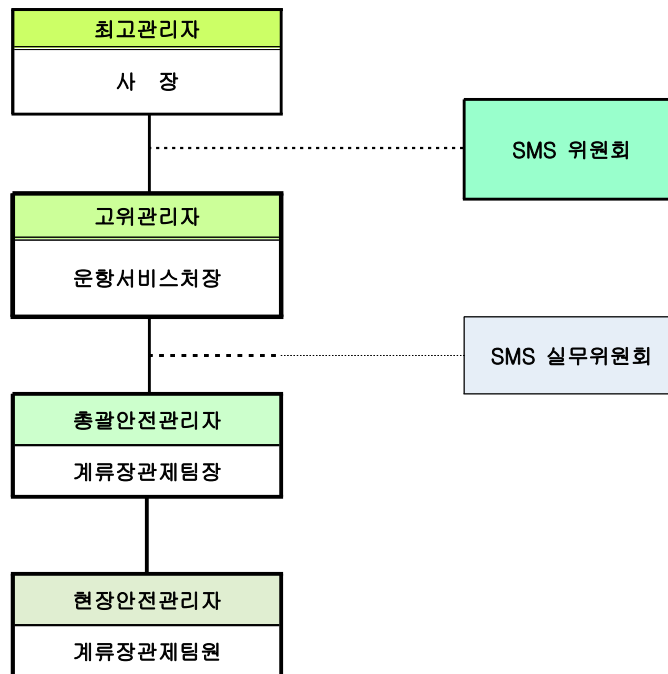 최고관리자
사 장
SMS 위원회
고위관리자
운항서비스처장
SMS 실무위원회
총괄안전관리자
계류장관제팀장
현장안전관리자
계류장관제팀원